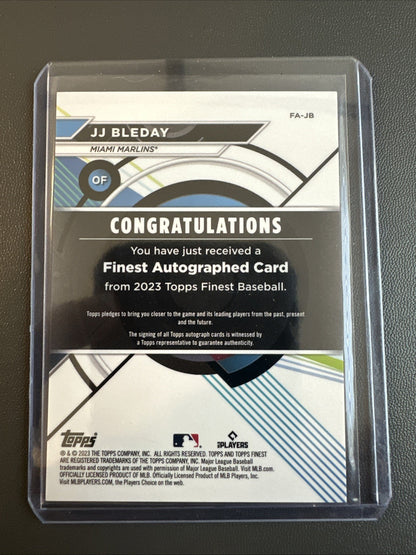 FA-JB
JJ BLEDAY
MIAMI MARLINS®
OF
CONGRATULATIONS
You have just received a
Finest Autographed Card
from 2023 Topps Finest Baseball.
Topps pledges to bring you closer to the game and its leading players from the past, present
and the future.
The signing of all Topps autograph cards is witnessed by
a Topps representative to guarantee authenticity.
Topps
PLAYERS
® & © 2023 THE TOPPS COMPANY, INC. ALL RIGHTS RESERVED. TOPPS AND TOPPS FINEST
ARE REGISTERED TRADEMARKS OF THE TOPPS COMPANY, INC. Major League Baseball
trademarks and copyrights are used with permission of Major League Baseball. Visit MLB.com.
OFFICIALLY LICENSED PRODUCT OF MLB. Officially Licensed Product of MLB Players, Inc.
Visit MLBPLAYERS.com, the Players Choice on the web.